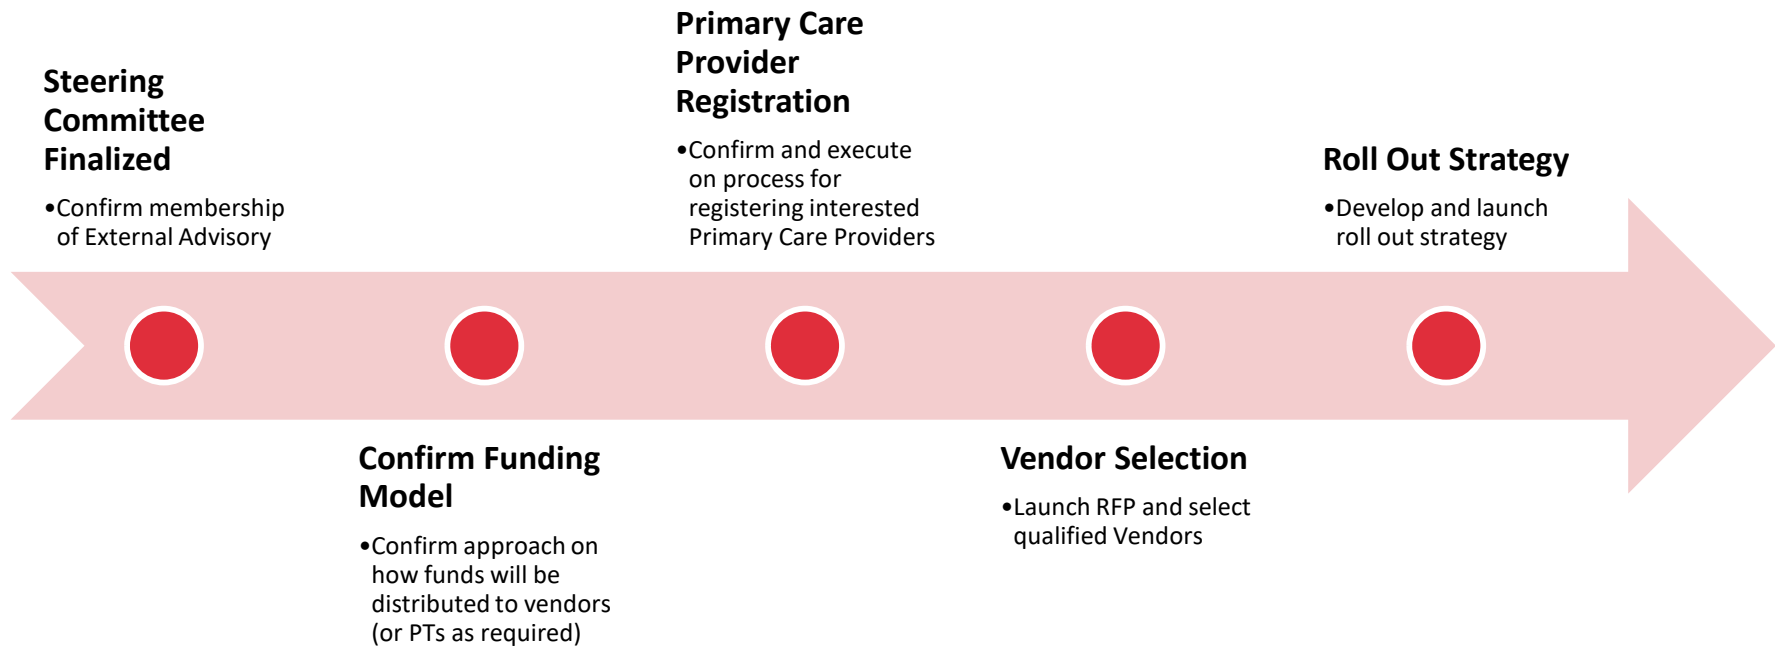 Steering
Committee
Finalized
•Confirm membership
of External Advisory
Confirm Funding
Model
•Confirm approach on
how funds will be
distributed to vendors
(or PTs as required)
Primary Care
Provider
Registration
•Confirm and execute
on process for
registering interested
Primary Care Providers
Vendor Selection
•Launch RFP and select
qualified Vendors
Roll Out Strategy
•Develop and launch
roll out strategy